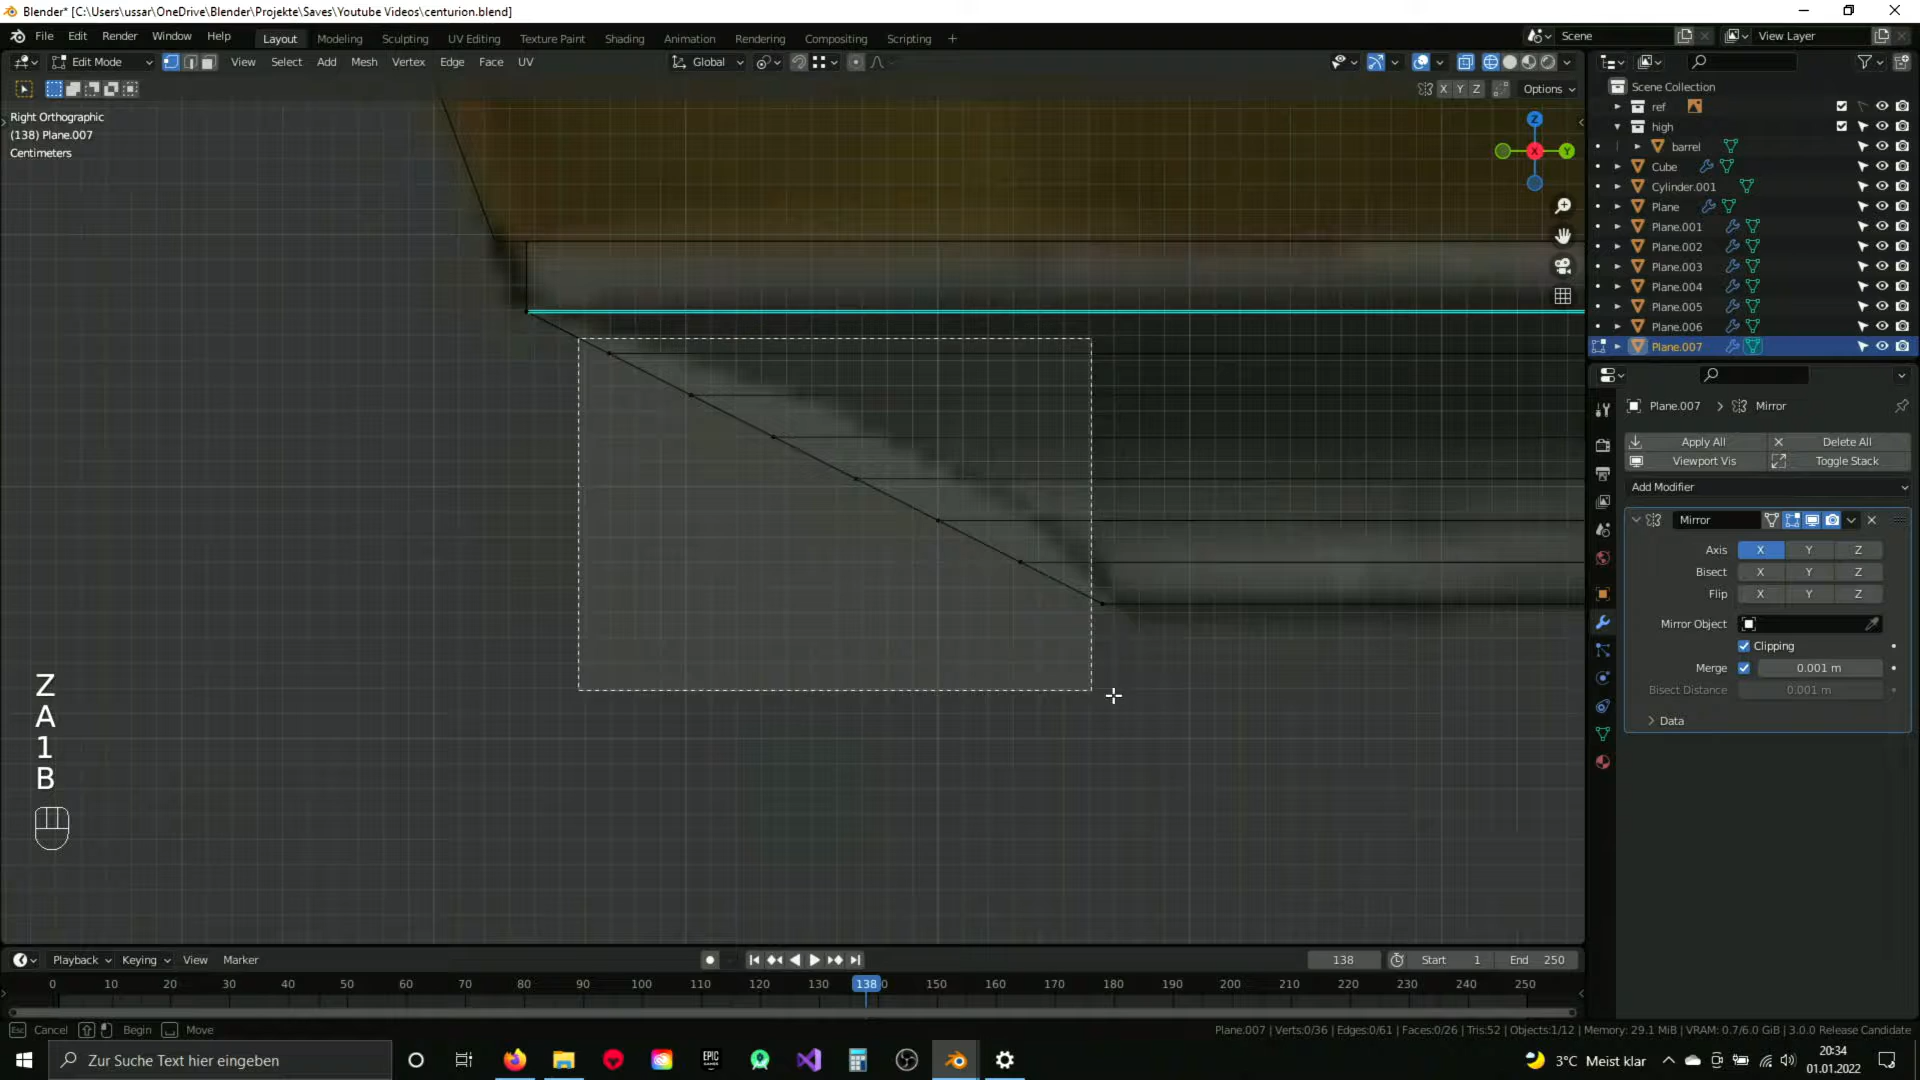 Blender* [C:\Users\ussar\OneDrive\Blender\Projekte\Saves\Youtube Videos\centurion.blend]
File Edit Render Window Help Layout Modeling Sculpting UV Editing Texture Paint Shading Animation Rendering Compositing Scripting + Scene View Layer
Edit Mode View Select Add Mesh Vertex Edge Face UV Global
X Y Z Options
Right Orthographic
(138) Plane.007
Centimeters
Z
X
Y
Scene Collection
ref
high
barrel
Cube
Cylinder.001
Plane
Plane.001
Plane.002
Plane.003
Plane.004
Plane.005
Plane.006
Plane.007
Plane.007 > Mirror
Apply All Delete All
Viewport Vis Toggle Stack
Add Modifier
Mirror
Axis X Y Z
Bisect X Y Z
Flip X Y Z
Mirror Object
Clipping
Merge 0.001 m
Bisect Distance 0.001 m
Data
Z
A
1
B
Playback Keying View Marker 138 Start 1 End 250
0 10 20 30 40 50 60 70 80 90 100 110 120 130 138 0 150 160 170 180 190 200 210 220 230 240 250
Esc Cancel Begin Move Plane.007 | Verts:0/36 | Edges:0/61 | Faces:0/26 | Tris:52 | Objects:1/12 | Memory: 29.1 MiB | VRAM: 0.7/6.0 GiB | 3.0.0 Release Candidate
Zur Suche Text hier eingeben EPIC GAMES 3°C Meist klar 20:34
01.01.2022